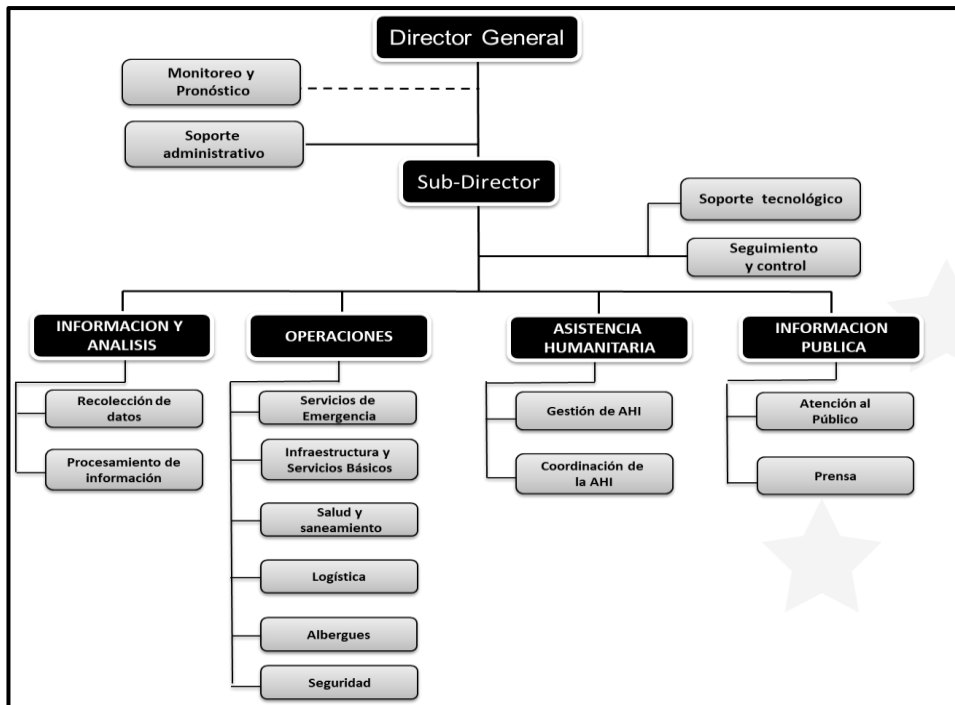 Director General
Monitoreo y
Pronóstico
Soporte
administrativo
Sub-Director
Soporte tecnológico
Seguimiento
y control
INFORMACION Y
ANALISIS
Recolección de
datos
Procesamiento de
información
OPERACIONES
Servicios de
Emergencia
Infraestructura y
Servicios Básicos
Salud y
saneamiento
Logística
Albergues
Seguridad
ASISTENCIA
HUMANITARIA
Gestión de AHI
Coordinación de
la AHI
INFORMACION
PUBLICA
Atención al
Público
Prensa